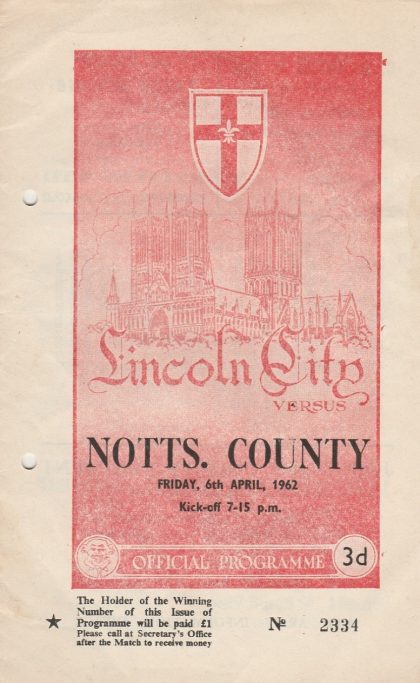 Lincoln City
VERSUS
NOTTS. COUNTY
FRIDAY, 6th APRIL, 1962
Kick-off 7-15 p.m.
OFFICIAL PROGRAMME 3d
The Holder of the Winning
Number of this Issue of
Programme will be paid £1
Please call at Secretary's Office
after the Match to receive money
№ 2334